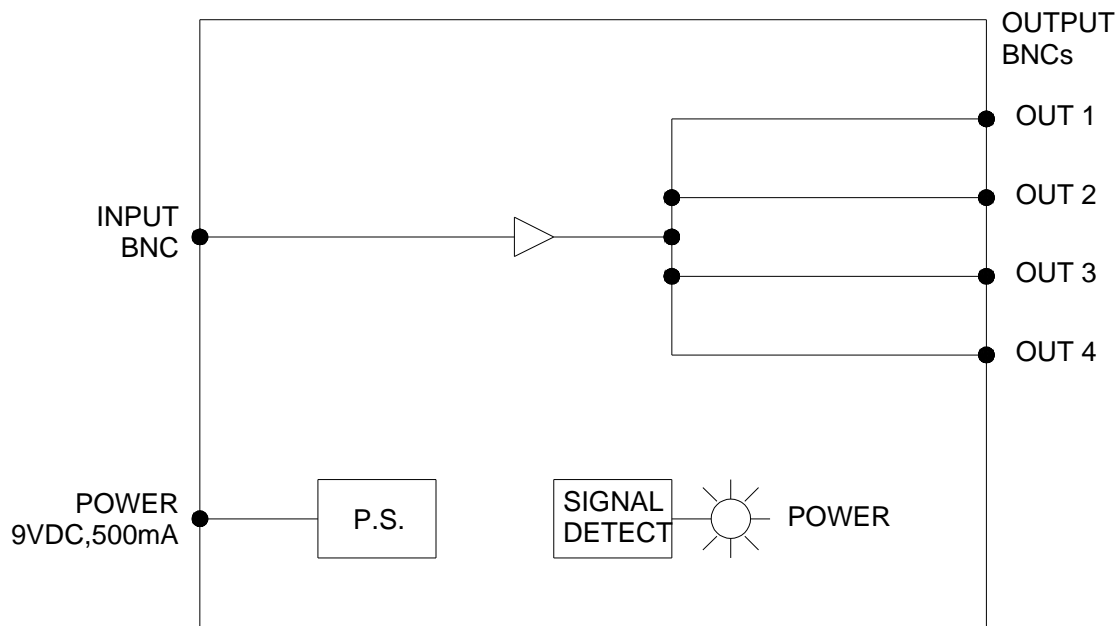 OUTPUT
BNCs
OUT 1
OUT 2
INPUT
BNC
OUT 3
OUT 4
POWER
9VDC,500mA
P.S.
SIGNAL
DETECT
POWER